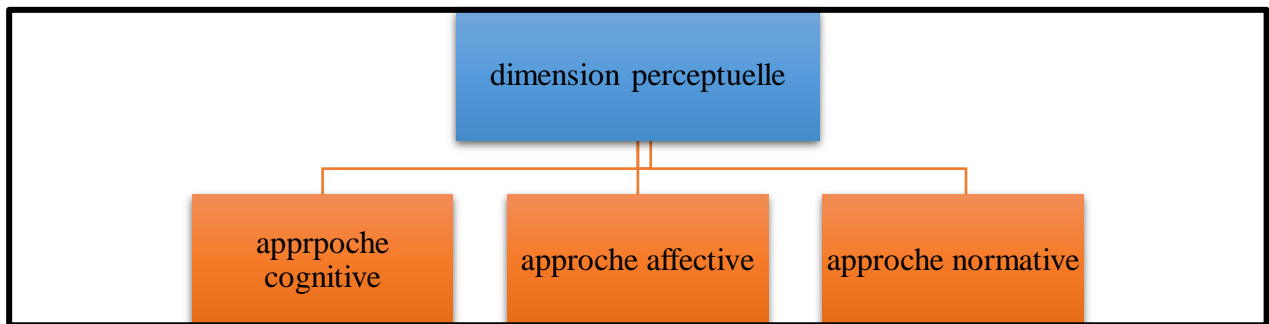 dimension perceptuelle
apprpoche
cognitive
approche affective
approche normative